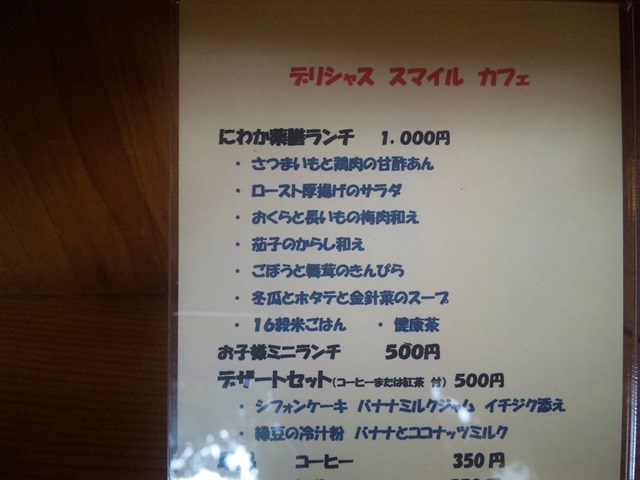 デリシャス スマイル カフェ
にわか薬膳ランチ 1,000円
・ さつまいもと鶏肉の甘酢あん
・ ロースト厚揚げのサラダ
・ おくらと長いもの梅肉和え
・ 茄子のからし和え
・ ごぼうと舞茸のきんぴら
・ 冬瓜とホタテと金針菜のスープ
・ 16穀米ごはん ・ 健康茶
お子様ミニランチ 500円
デザートセット(コーヒーまたは紅茶 付) 500円
・ シフォンケーキ バナナミルクジャム イチジク添え
・ 緑豆の冷汁粉 バナナとココナッツミルク
コーヒー 350円